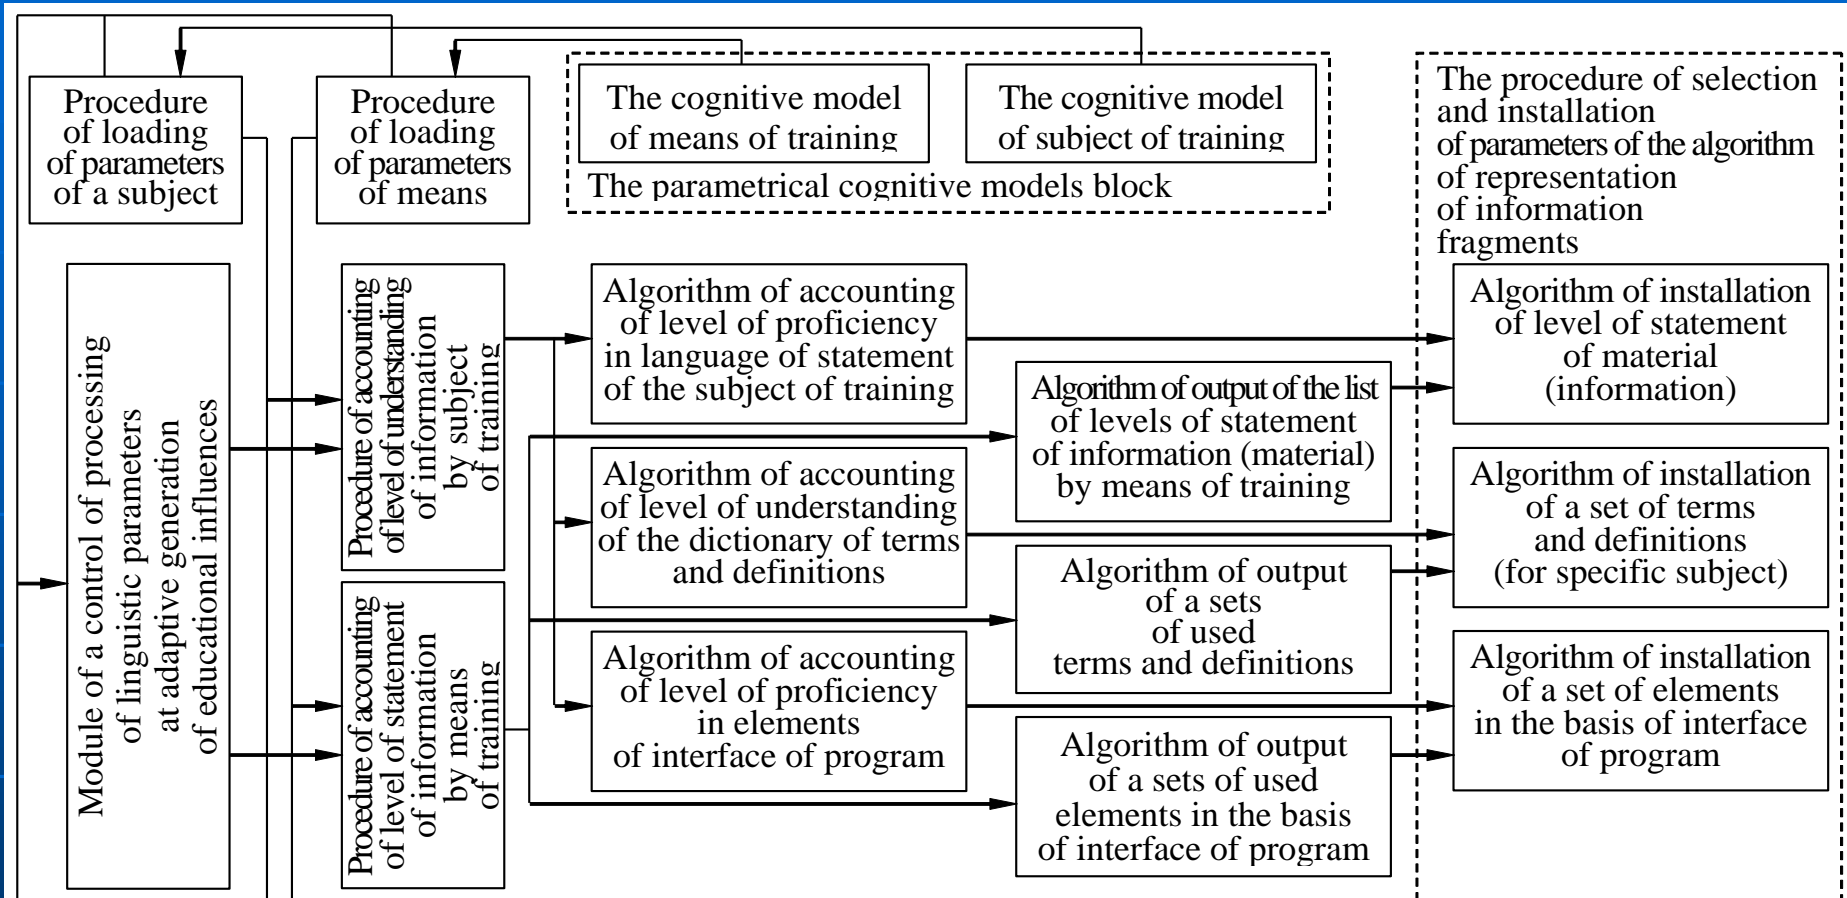 Procedure
of loading
of parameters
of a subject
Procedure
of loading
of parameters
of means
The cognitive model
of means of training
The cognitive model
of subject of training
The parametrical cognitive models block
The procedure of selection
and installation
of parameters of the algorithm
of representation
of information
fragments
Module of a control of processing
of linguistic parameters
at adaptive generation
of educational influences
Procedure of accounting
of level of understanding
of information
by subject
of training
Procedure of accounting
of level of statement
of information
by means
of training
Algorithm of accounting
of level of proficiency
in language of statement
of the subject of training
Algorithm of accounting
of level of understanding
of the dictionary of terms
and definitions
Algorithm of accounting
of level of proficiency
in elements
of interface of program
Algorithm of output of the list
of levels of statement
of information (material)
by means of training
Algorithm of output
of a sets
of used
terms and definitions
Algorithm of output
of a sets of used
elements in the basis
of interface of program
Algorithm of installation
of level of statement
of material
(information)
Algorithm of installation
of a set of terms
and definitions
(for specific subject)
Algorithm of installation
of a set of elements
in the basis of interface
of program